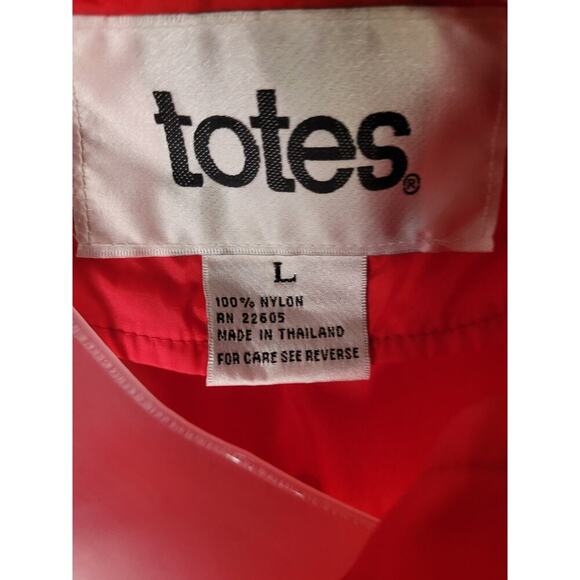 totes®
L
100% NYLON
RN 22605
MADE IN THAILAND
FOR CARE SEE REVERSE